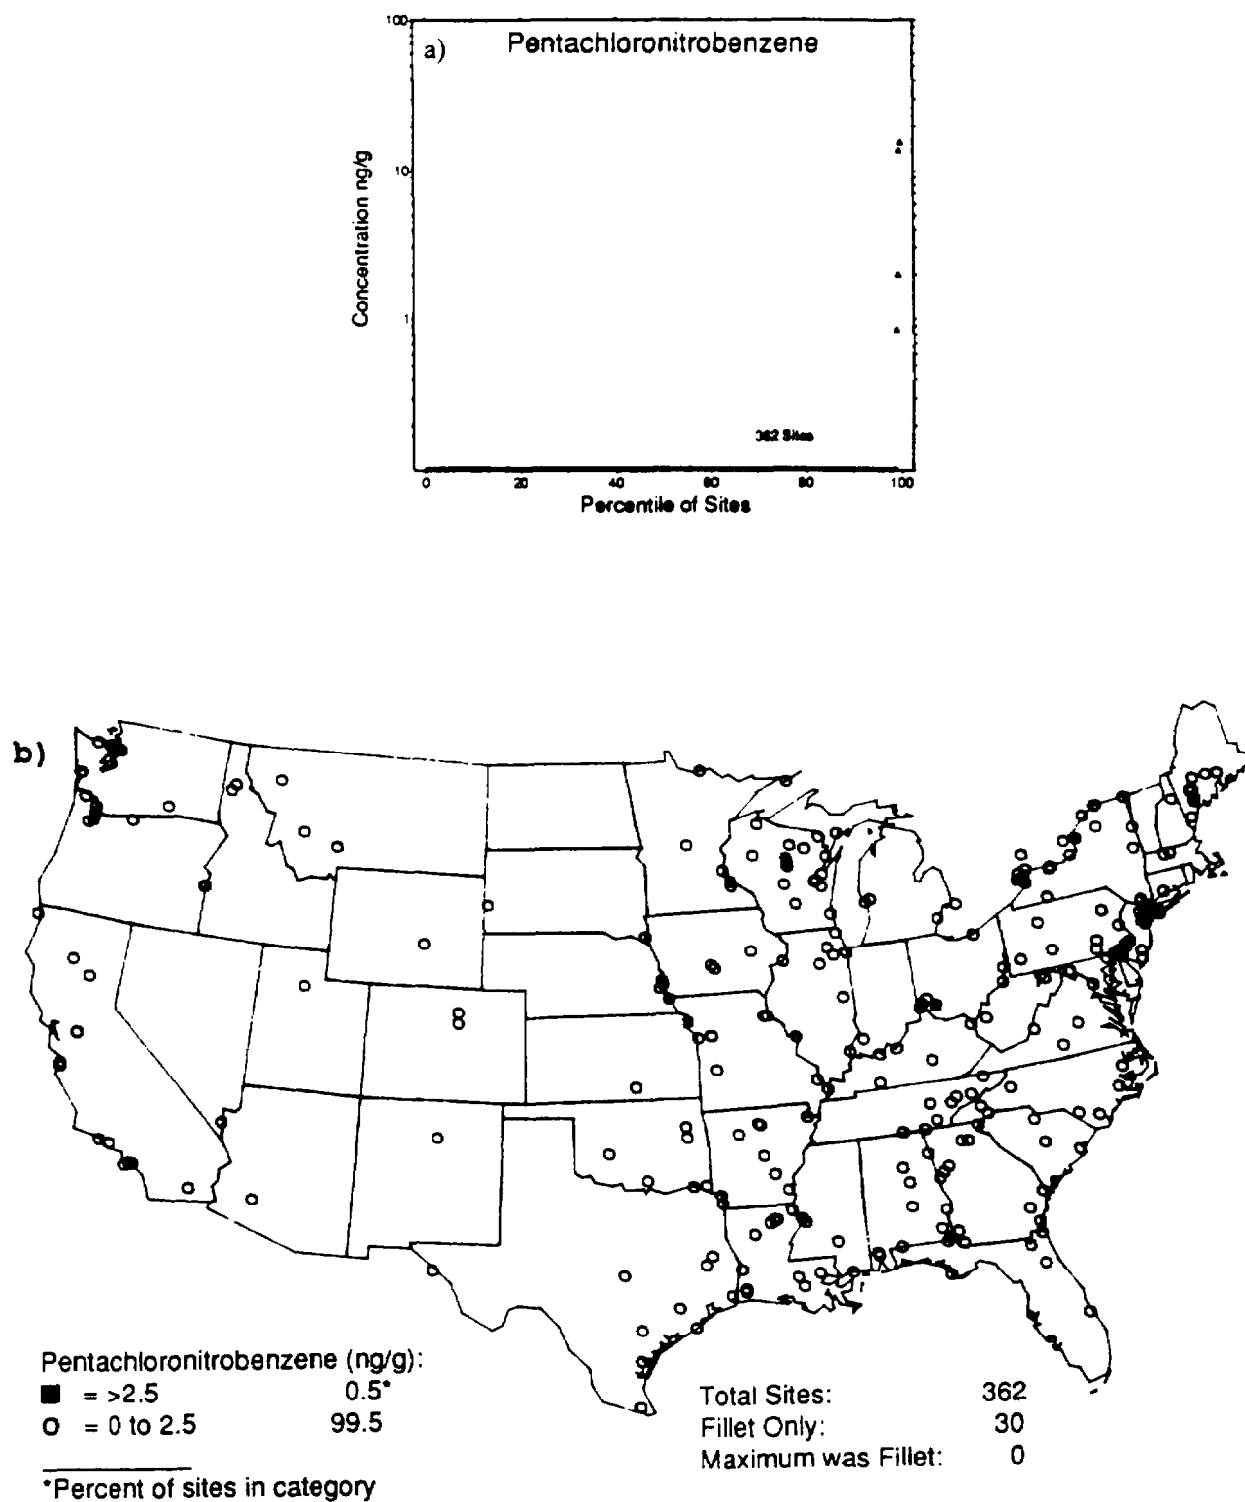 a) Pentachloronitrobenzene
100
10
1
Concentration ng/g
362 Sites
0 20 40 60 80 100
Percentile of Sites
b)
Pentachloronitrobenzene (ng/g):
■ = >2.5 0.5*
o = 0 to 2.5 99.5
*Percent of sites in category
Total Sites: 362
Fillet Only: 30
Maximum was Fillet: 0